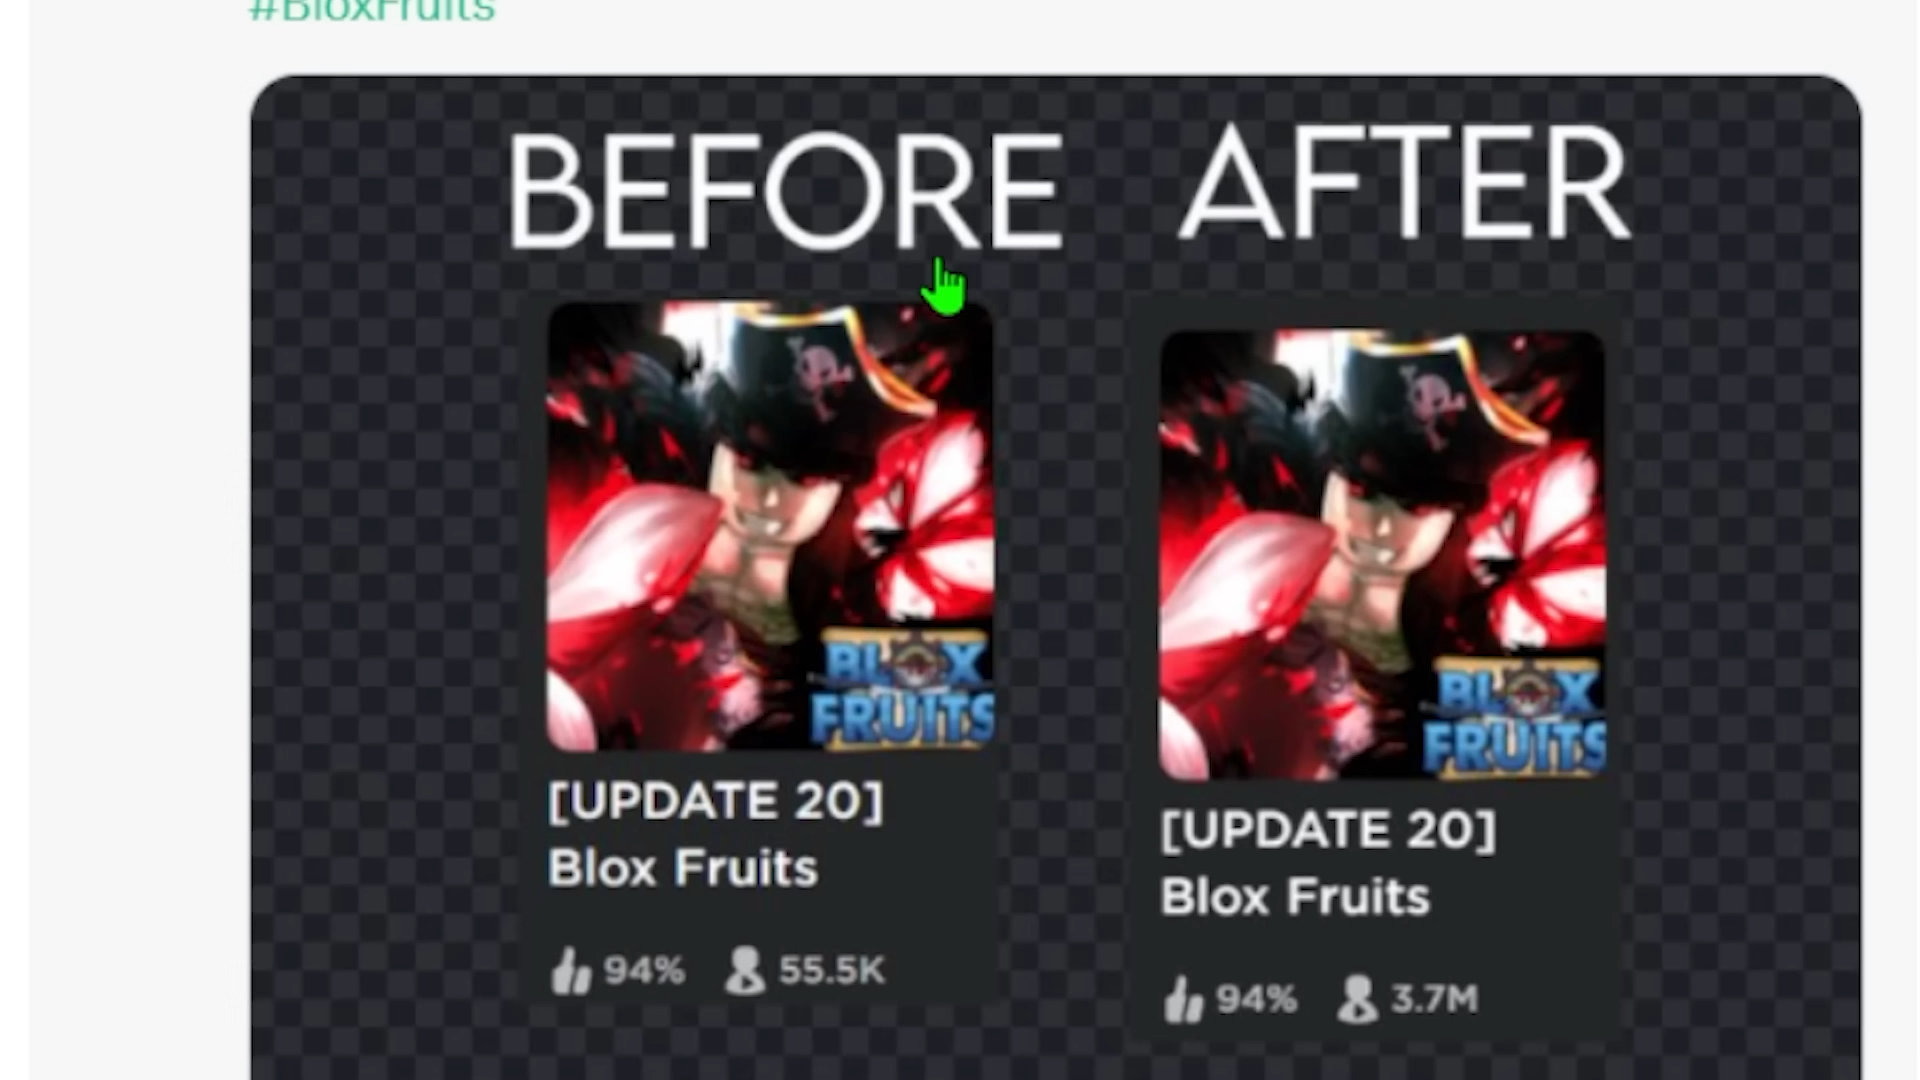 #BloxFruits
BEFORE
AFTER
BLOX
FRUITS
[UPDATE 20]
Blox Fruits
94% 55.5K
BLOX
FRUITS
[UPDATE 20]
Blox Fruits
94% 3.7M